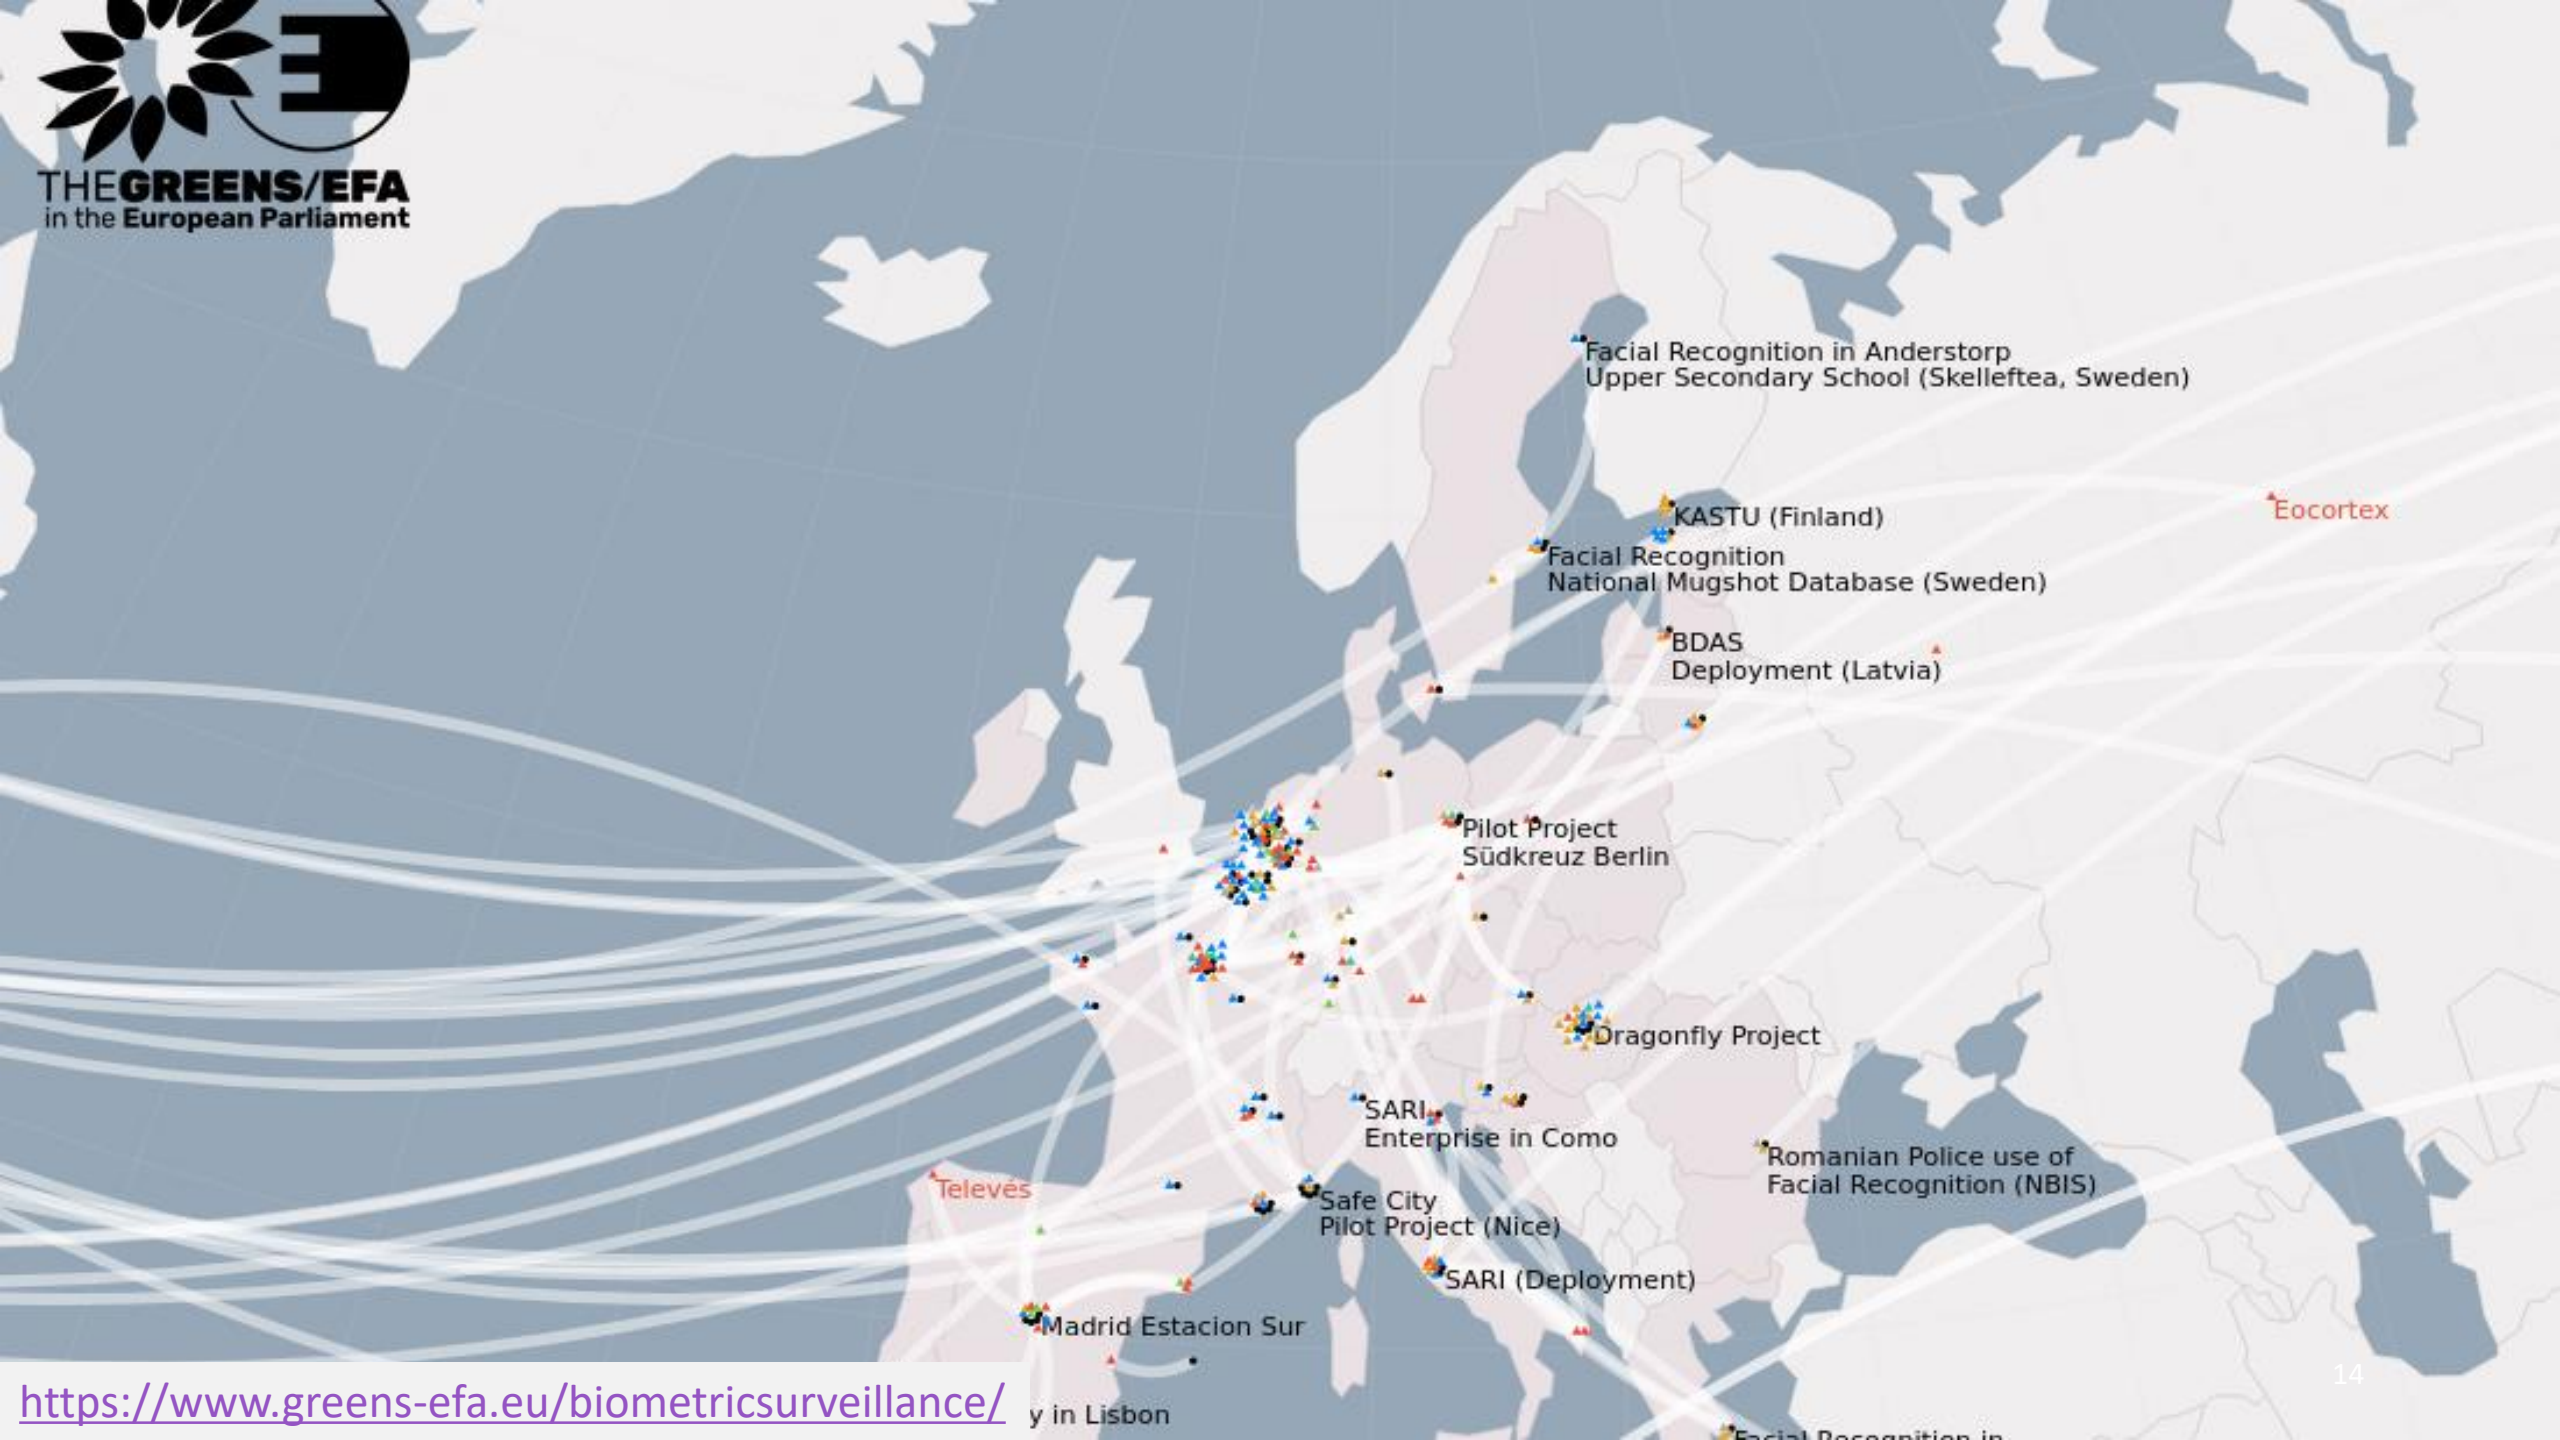 THEGREENS/EFA
in the European Parliament
Facial Recognition in Anderstorp
Upper Secondary School (Skelleftea, Sweden)
Eocortex
KASTU (Finland)
Facial Recognition
National Mugshot Database (Sweden)
BDAS
Deployment (Latvia)
Pilot Project
Südkreuz Berlin
Dragonfly Project
SARI
Enterprise in Como
Romanian Police use of
Facial Recognition (NBIS)
Televés
Safe City
Pilot Project (Nice)
SARI (Deployment)
Madrid Estacion Sur
14
https://www.greens-efa.eu/biometricsurveillance/
y in Lisbon
Facial Recognition in